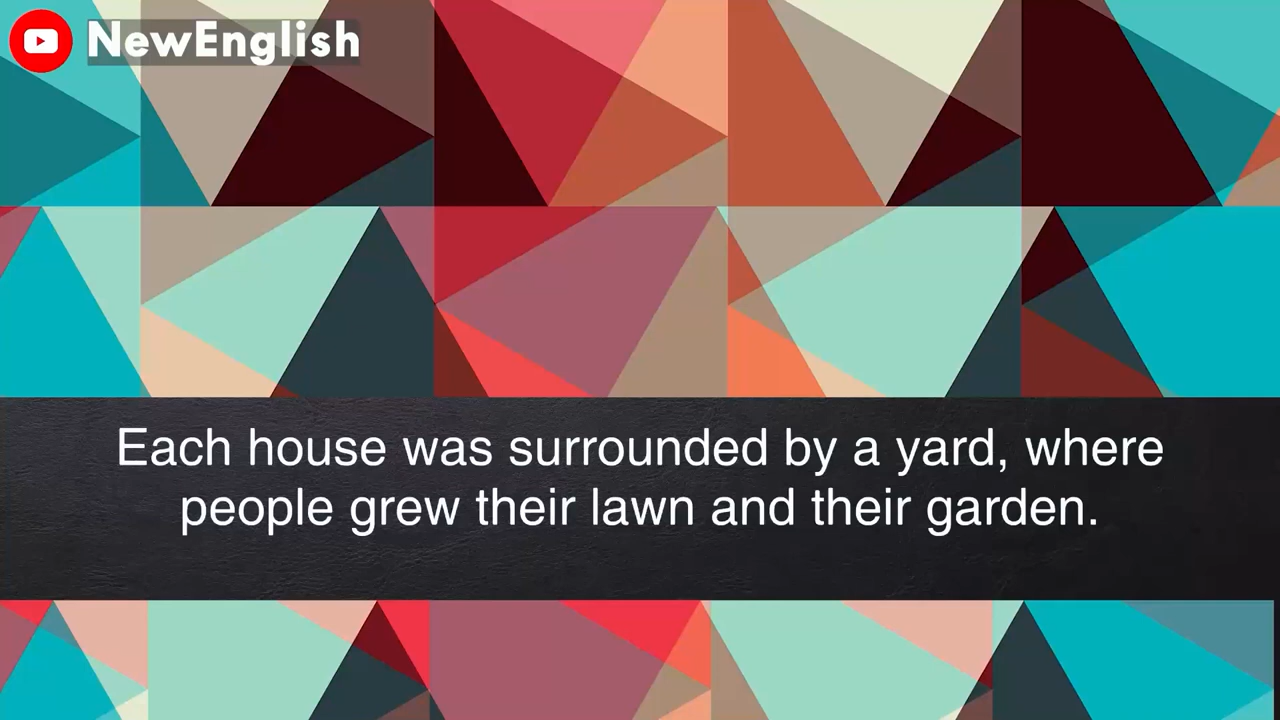 NewEnglish
Each house was surrounded by a yard, where
people grew their lawn and their garden.